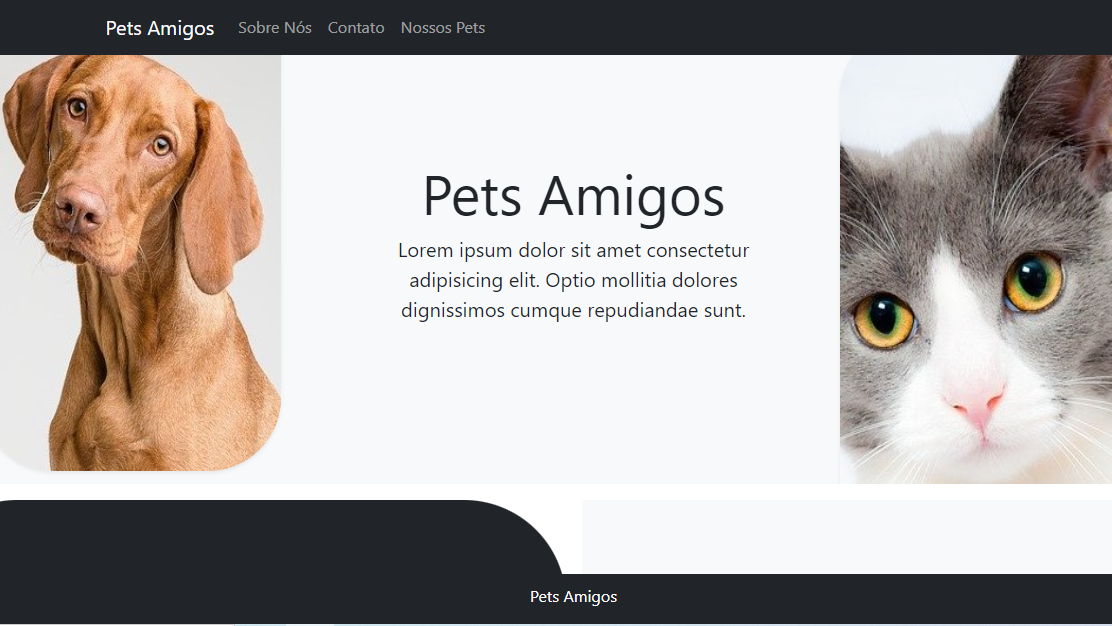 Pets Amigos Sobre Nós Contato Nossos Pets
Pets Amigos
Lorem ipsum dolor sit amet consectetur
adipisicing elit. Optio mollitia dolores
dignissimos cumque repudiandae sunt.
Pets Amigos